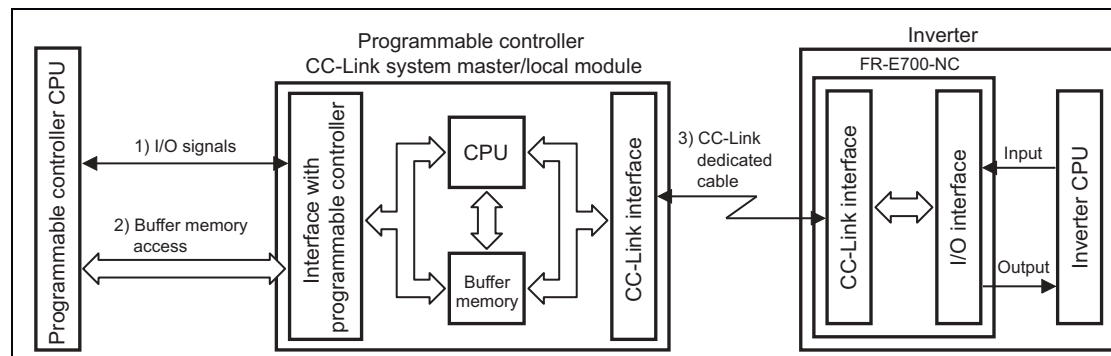 Programmable controller CPU
1) I/O signals
2) Buffer memory
access
Programmable controller
CC-Link system master/local module
Interface with
programmable controller
CPU
Buffer
memory
CC-Link interface
3) CC-Link
dedicated
cable
Inverter
FR-E700-NC
CC-Link interface
I/O interface
Input
Output
Inverter CPU